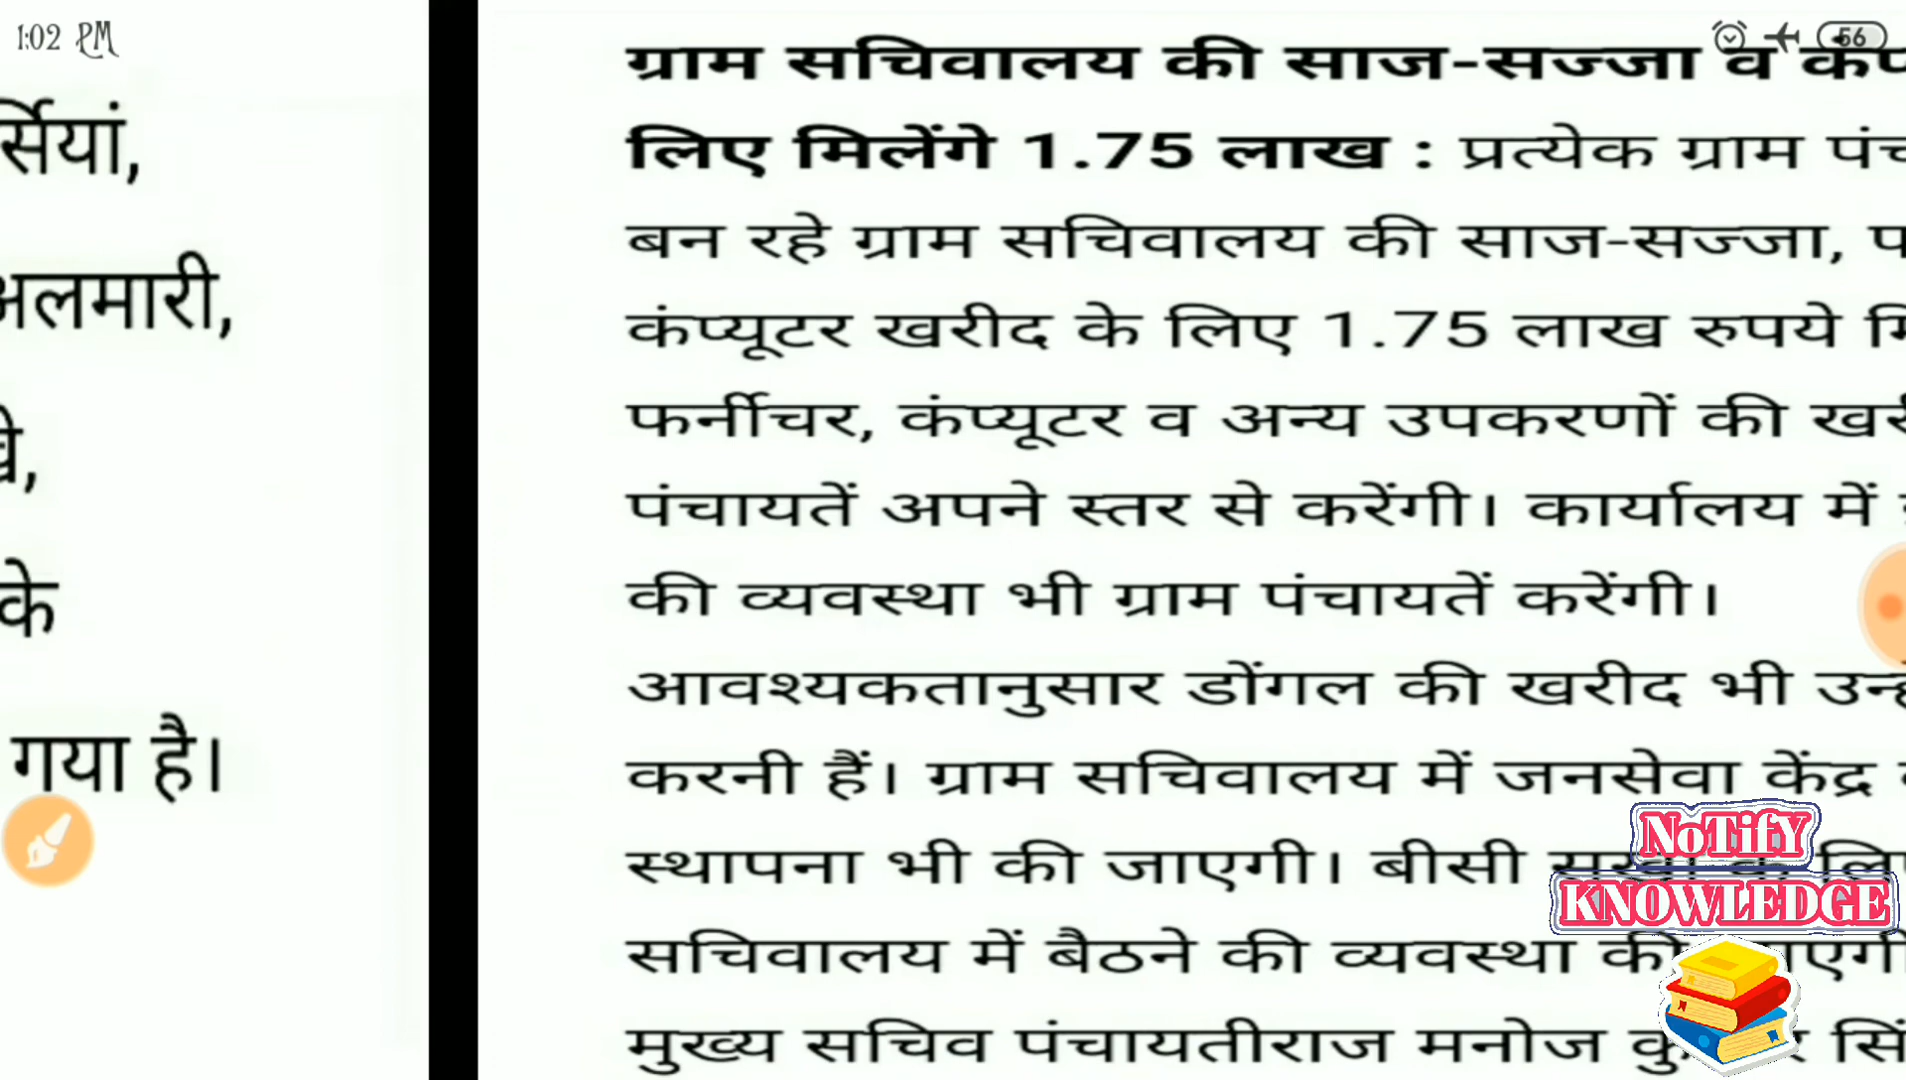 1:02 PM
56
र्सियां,
अलमारी,
के
गया है।
ग्राम सचिवालय की साज-सज्जा व
लिए मिलेंगे 1.75 लाख : प्रत्येक ग्राम
बन रहे ग्राम सचिवालय की साज-सज्जा,
कंप्यूटर खरीद के लिए 1.75 लाख रुपये
फर्नीचर, कंप्यूटर व अन्य उपकरणों की
पंचायतें अपने स्तर से करेंगी। कार्यालय में
की व्यवस्था भी ग्राम पंचायतें करेंगी।
आवश्यकतानुसार डोंगल की खरीद भी
करनी हैं। ग्राम सचिवालय में जनसेवा केंद्र
स्थापना भी की जाएगी। बीसी सखी के
सचिवालय में बैठने की व्यवस्था की
मुख्य सचिव पंचायतीराज मनोज
NoTifY
KNOWLEDGE